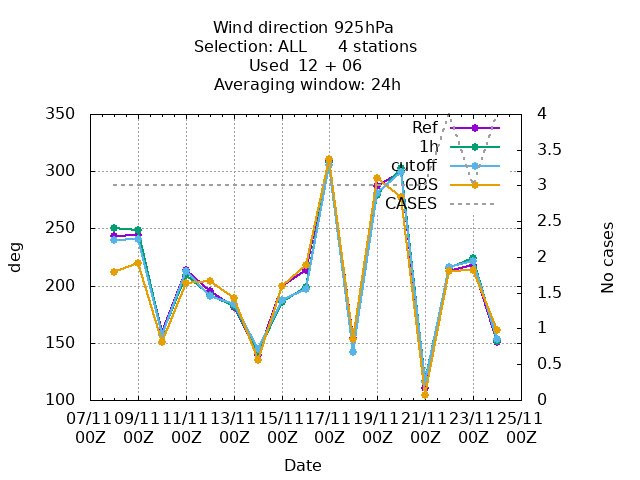 Wind direction 925hPa
Selection: ALL      4 stations
Used  12 + 06
Averaging window: 24h
350
300
250
200
150
100
deg
4
3.5
3
2.5
2
1.5
1
0.5
0
No cases
Ref
1h
cutoff
OBS
CASES
07/11 09/11 11/11 13/11 15/11 17/11 19/11 21/11 23/11 25/11
00Z 00Z 00Z 00Z 00Z 00Z 00Z 00Z 00Z 00Z
Date